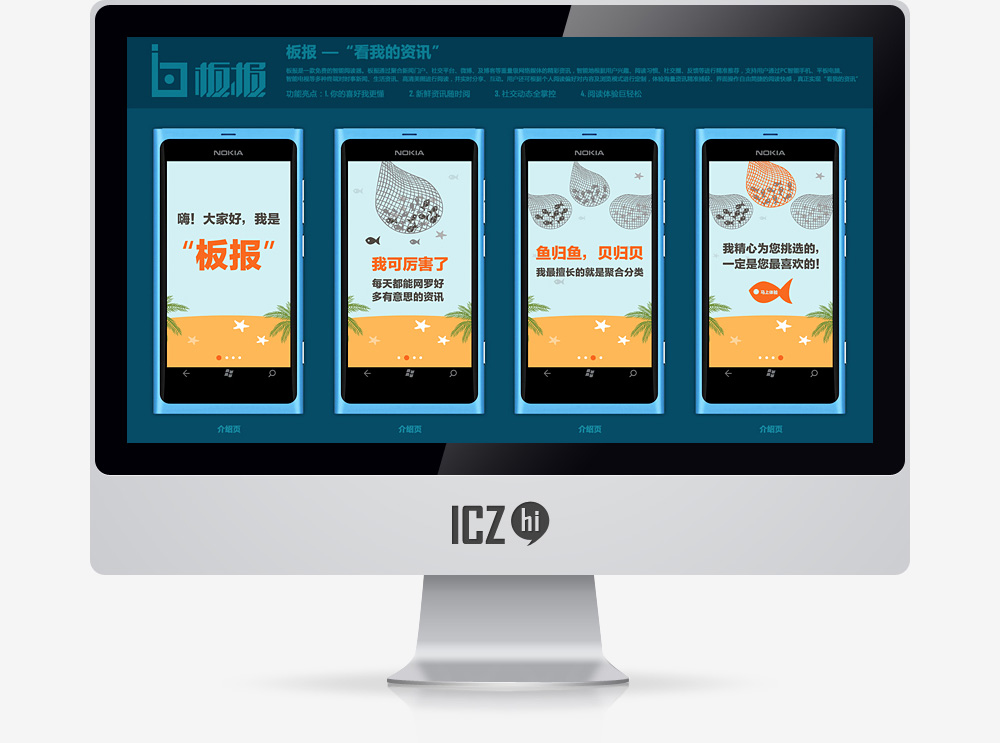 板报
板报 — “看我的资讯”
功能亮点：1. 你的喜好我更懂 2. 新鲜资讯随时阅 3. 社交动态全掌控 4. 阅读体验自轻松
NOKIA
嗨！大家好，我是
“板报”
介绍页
NOKIA
我可厉害了
每天都能网罗好
多有意思的资讯
介绍页
NOKIA
鱼归鱼，贝归贝
我最擅长的就是聚合分类
介绍页
NOKIA
我精心为您挑选的，
一定是您最喜欢的！
马上体验
介绍页
ICZ hi